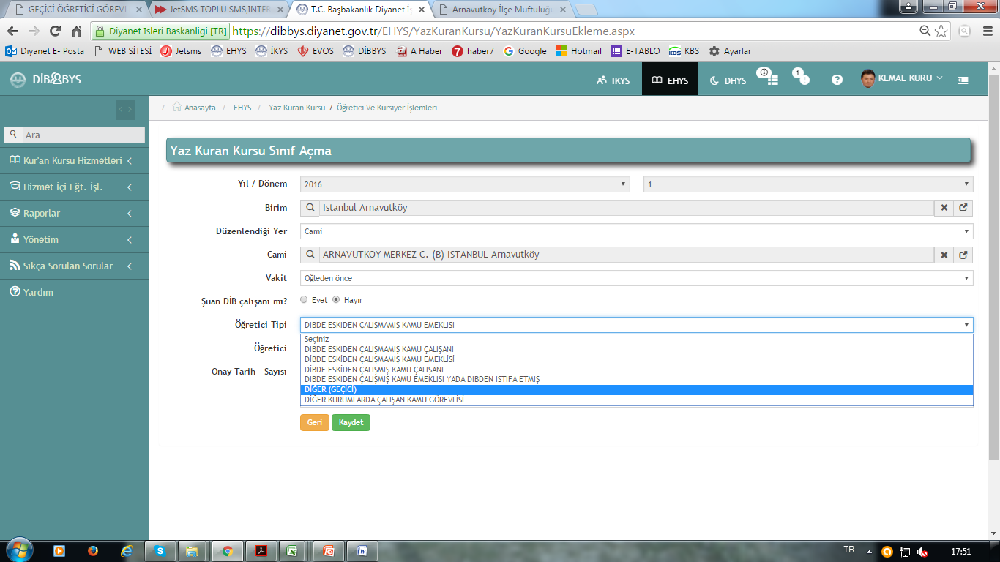 GEÇİCİ ÖĞRETİCİ GÖREVL
JetSMS TOPLU SMS,INTER
T.C. Başbakanlık Diyanet İş
Arnavutköy İlçe Müftülüğü
Diyanet Isleri Baskanligi [TR] https://dibbys.diyanet.gov.tr/EHYS/YazKuranKursu/YazKuranKursuEkleme.aspx
Diyanet E- Posta WEB SİTESİ Jetsms EHYS İKYS EVOS DİBBYS A Haber haber7 Google Hotmail E-TABLO KBS Ayarlar
DİBBYS
IKYS EHYS DHYS 1 KEMAL KURU
/ Anasayfa / EHYS / Yaz Kuran Kursu / Öğretici Ve Kursiyer İşlemleri
Ara
Kur'an Kursu Hizmetleri
Hizmet İçi Eğt. İşl.
Raporlar
Yönetim
Sıkça Sorulan Sorular
Yardım
Yaz Kuran Kursu Sınıf Açma
Yıl / Dönem 2016 1
Birim İstanbul Arnavutköy
Düzenlendiği Yer Cami
Cami ARNAVUTKÖY MERKEZ C. (B) İSTANBUL Arnavutköy
Vakit Öğleden önce
Şuan DİB çalışanı mı? Evet Hayır
Öğretici Tipi DİBDE ESKİDEN ÇALIŞMAMIŞ KAMU EMEKLİSİ
Seçiniz
Öğretici DİBDE ESKİDEN ÇALIŞMAMIŞ KAMU ÇALIŞANI
DİBDE ESKİDEN ÇALIŞMAMIŞ KAMU EMEKLİSİ
Onay Tarih - Sayısı DİBDE ESKİDEN ÇALIŞMIŞ KAMU ÇALIŞANI
DİBDE ESKİDEN ÇALIŞMIŞ KAMU EMEKLİSİ YADA DİBDEN İSTİFA ETMİŞ
DİĞER (GEÇİCİ)
DİĞER KURUMLARDA ÇALIŞAN KAMU GÖREVLİSİ
Geri Kaydet
TR 17:51